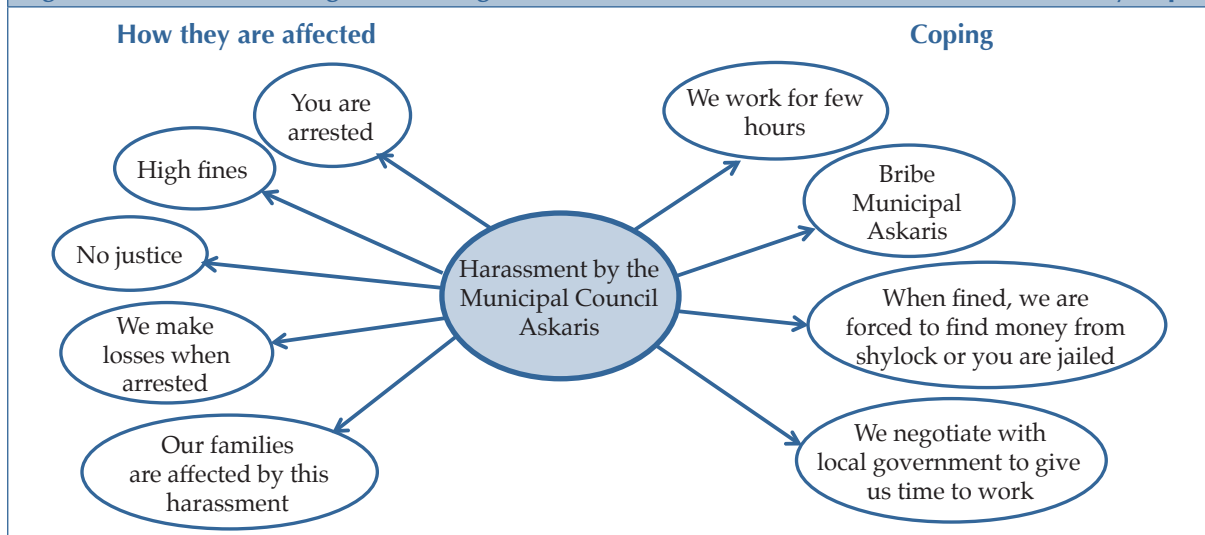 How they are affected
You are
arrested
High fines
No justice
We make
losses when
arrested
Our families
are affected by this
harassment
Harassment by the
Municipal Council
Askaris
Coping
We work for few
hours
Bribe
Municipal
Askaris
When fined, we are
forced to find money from
shylock or you are jailed
We negotiate with
local government to give
us time to work